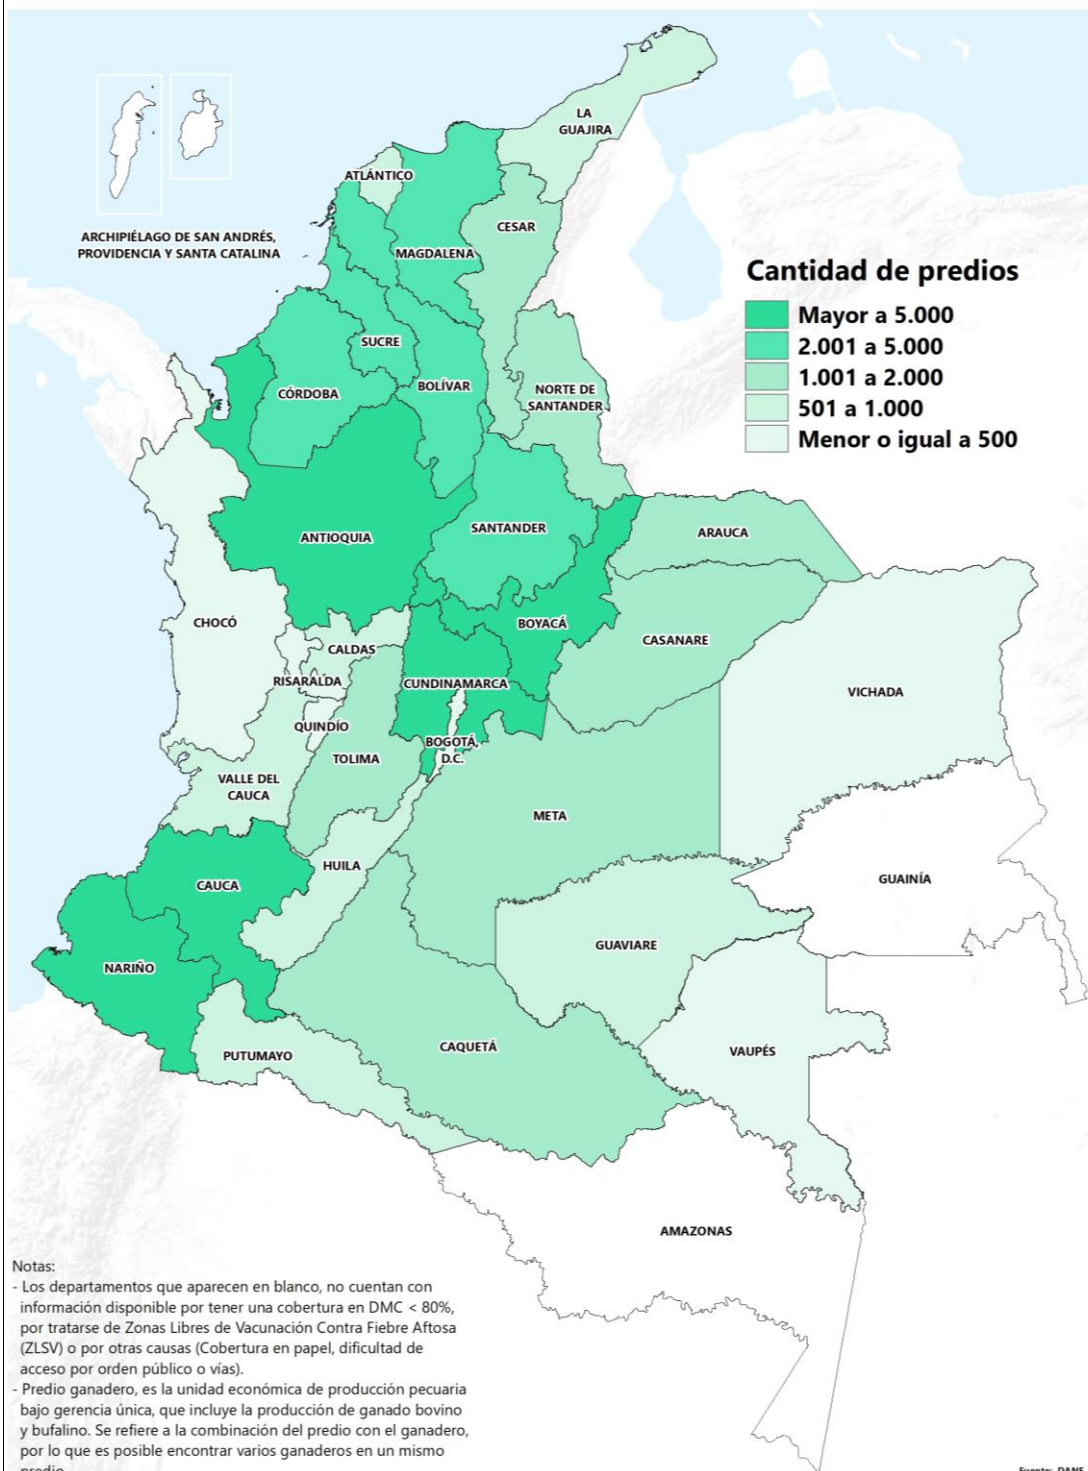 LA
GUAJIRA
ATLÁNTICO
CESAR
ARCHIPIÉLAGO DE SAN ANDRÉS,
PROVIDENCIA Y SANTA CATALINA
MAGDALENA
Cantidad de predios
Mayor a 5.000
2.001 a 5.000
1.001 a 2.000
501 a 1.000
Menor o igual a 500
SUCRE
BOLÍVAR
CÓRDOBA
NORTE DE
SANTANDER
SANTANDER
ARAUCA
ANTIOQUIA
CHOCÓ
BOYACÁ
CASANARE
CALDAS
RISARALDA
CUNDINAMARCA
VICHADA
QUINDÍO
BOGOTÁ,
D.C.
TOLIMA
VALLE DEL
CAUCA
META
HUILA
CAUCA
GUAINÍA
GUAVIARE
NARIÑO
CAQUETÁ
VAUPÉS
PUTUMAYO
AMAZONAS
Notas:
- Los departamentos que aparecen en blanco, no cuentan con
información disponible por tener una cobertura en DMC < 80%,
por tratarse de Zonas Libres de Vacunación Contra Fiebre Aftosa
(ZLSV) o por otras causas (Cobertura en papel, dificultad de
acceso por orden público o vías).
- Predio ganadero, es la unidad económica de producción pecuaria
bajo gerencia única, que incluye la producción de ganado bovino
y bufalino. Se refiere a la combinación del predio con el ganadero,
por lo que es posible encontrar varios ganaderos en un mismo
predio
Fuente: DANE